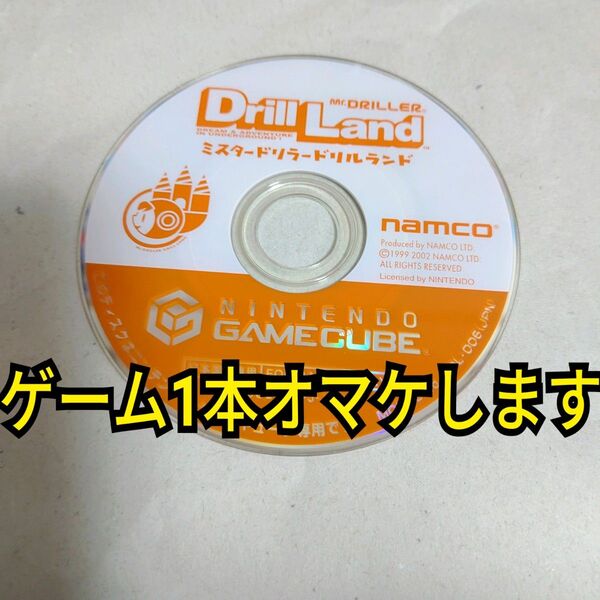 Mr.DRILLER
Drill Land
DREAM & ADVENTURE
IN UNDERGROUND!
ミスタードリラードリルランド
namco
Produced by NAMCO LTD.
©1999 2002 NAMCO LTD.
ALL RIGHTS RESERVED
Licensed by NINTENDO
NINTENDO
GAMECUBE
ゲーム1本オマケします